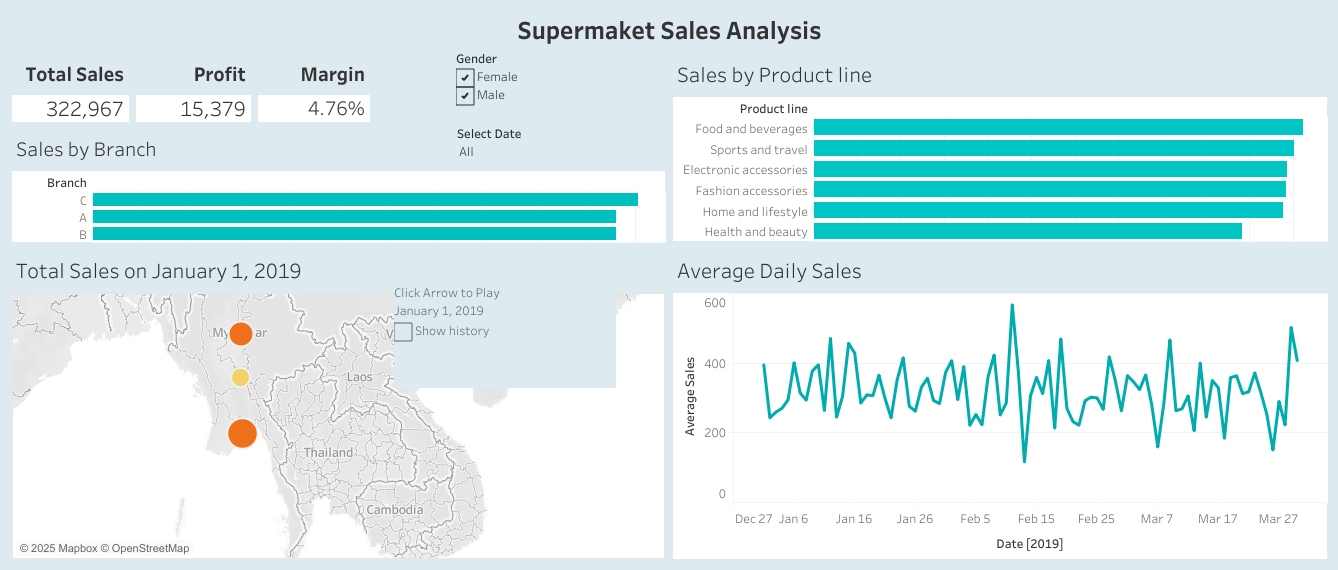 Supermaket Sales Analysis
Total Sales
Profit
Margin
322,967
15,379
4.76%
Gender
Female
Male
Select Date
All
Sales by Branch
Branch
C
A
B
Sales by Product line
Product line
Food and beverages
Sports and travel
Electronic accessories
Fashion accessories
Home and lifestyle
Health and beauty
Total Sales on January 1, 2019
Click Arrow to Play
January 1, 2019
Show history
Laos
Thailand
Cambodia
© 2025 Mapbox © OpenStreetMap
Average Daily Sales
Average Sales
600
400
200
0
Dec 27 Jan 6 Jan 16 Jan 26 Feb 5 Feb 15 Feb 25 Mar 7 Mar 17 Mar 27
Date [2019]